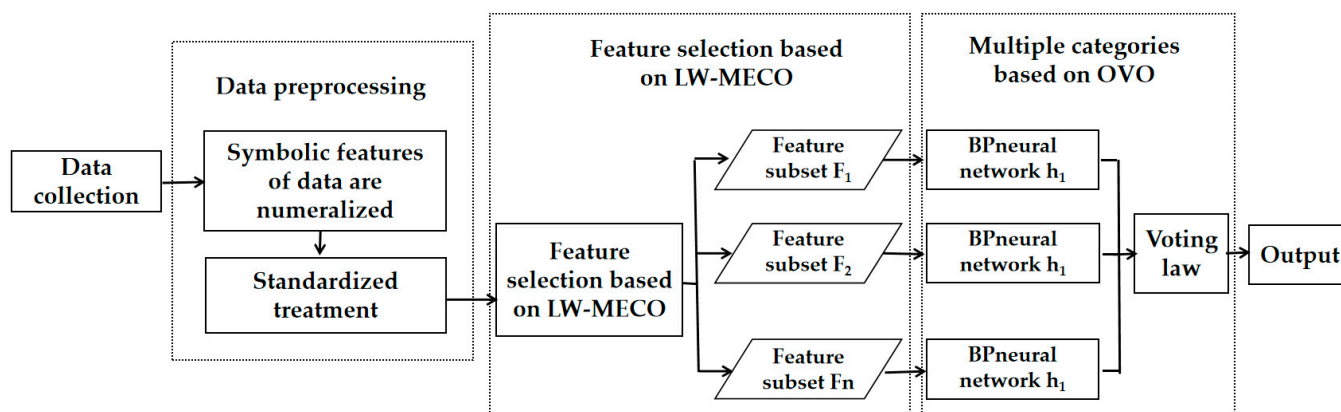 Data
collection
Data preprocessing
Symbolic features
of data are
numeralized
Standardized
treatment
Feature selection based
on LW-MECO
Feature
selection based
on LW-MECO
Feature
subset F₁
Feature
subset F₂
Feature
subset Fn
Multiple categories
based on OVO
BPneural
network h₁
BPneural
network h₁
BPneural
network h₁
Voting
law
Output